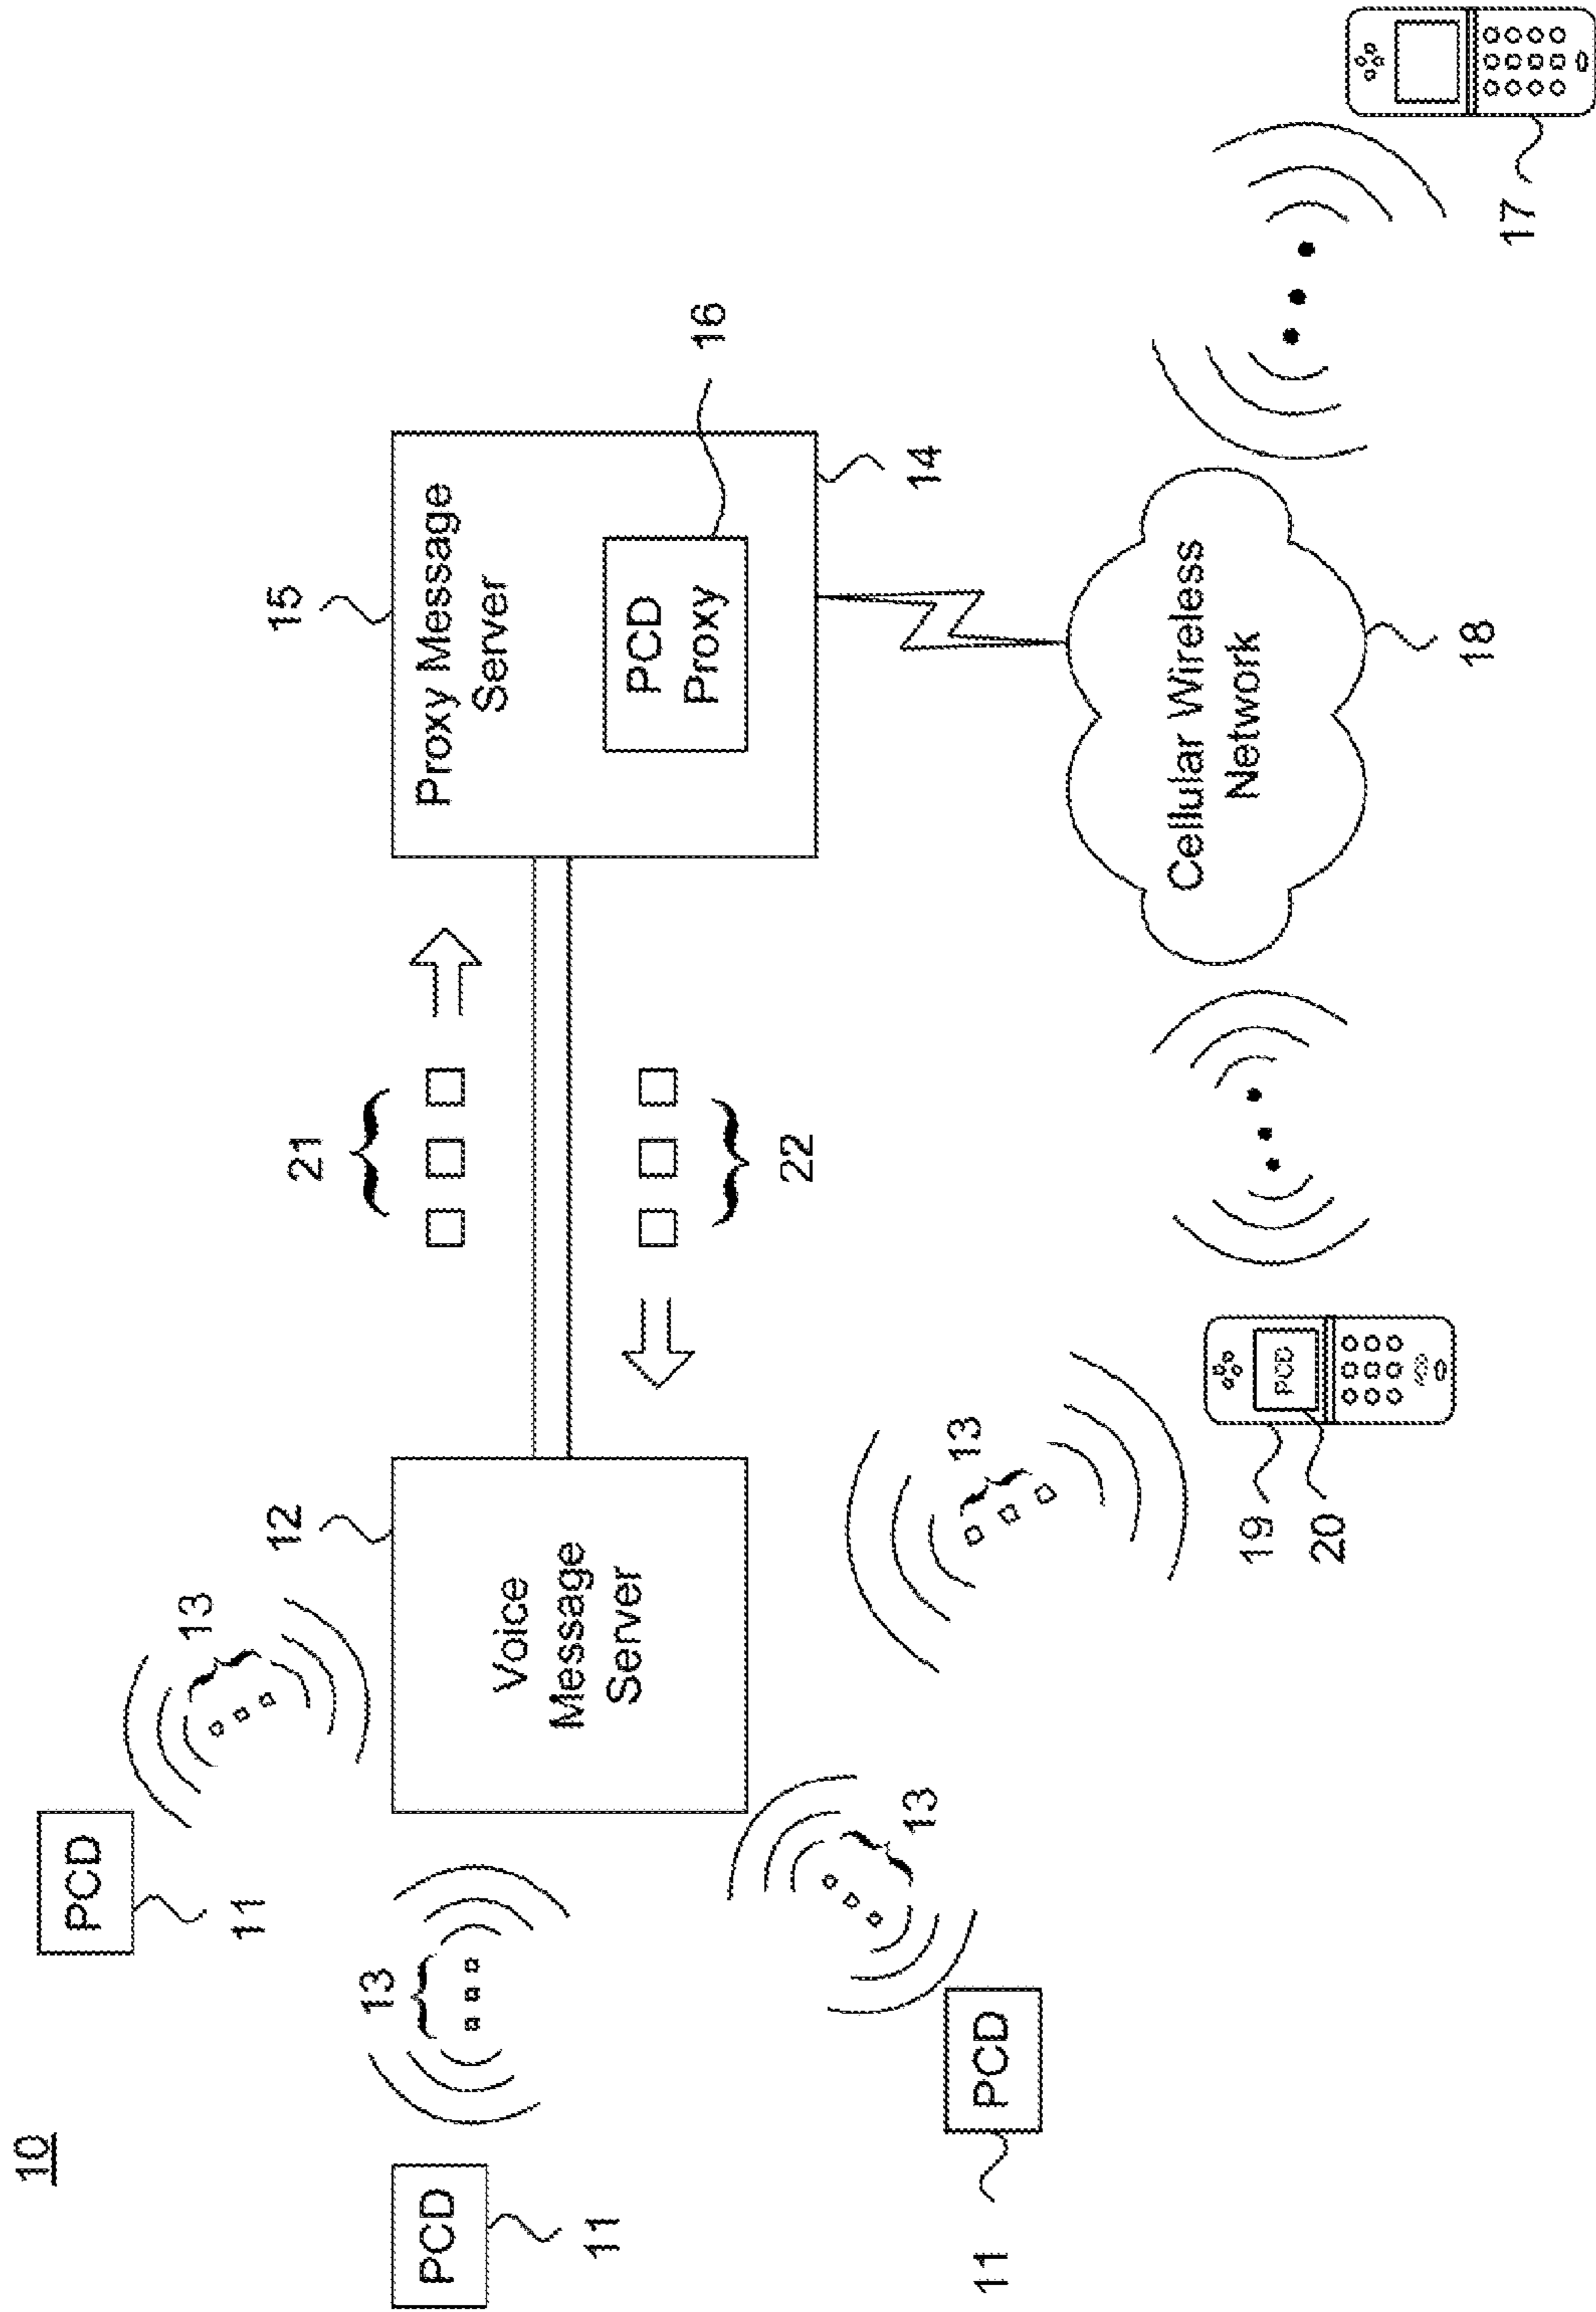 10
PCD
11
13
PCD
11
13
PCD
11
13
12
Voice
Message
Server
13
19
20
PCD
21
22
15
Proxy Message
Server
PCD
Proxy
16
14
Cellular Wireless
Network
18
17